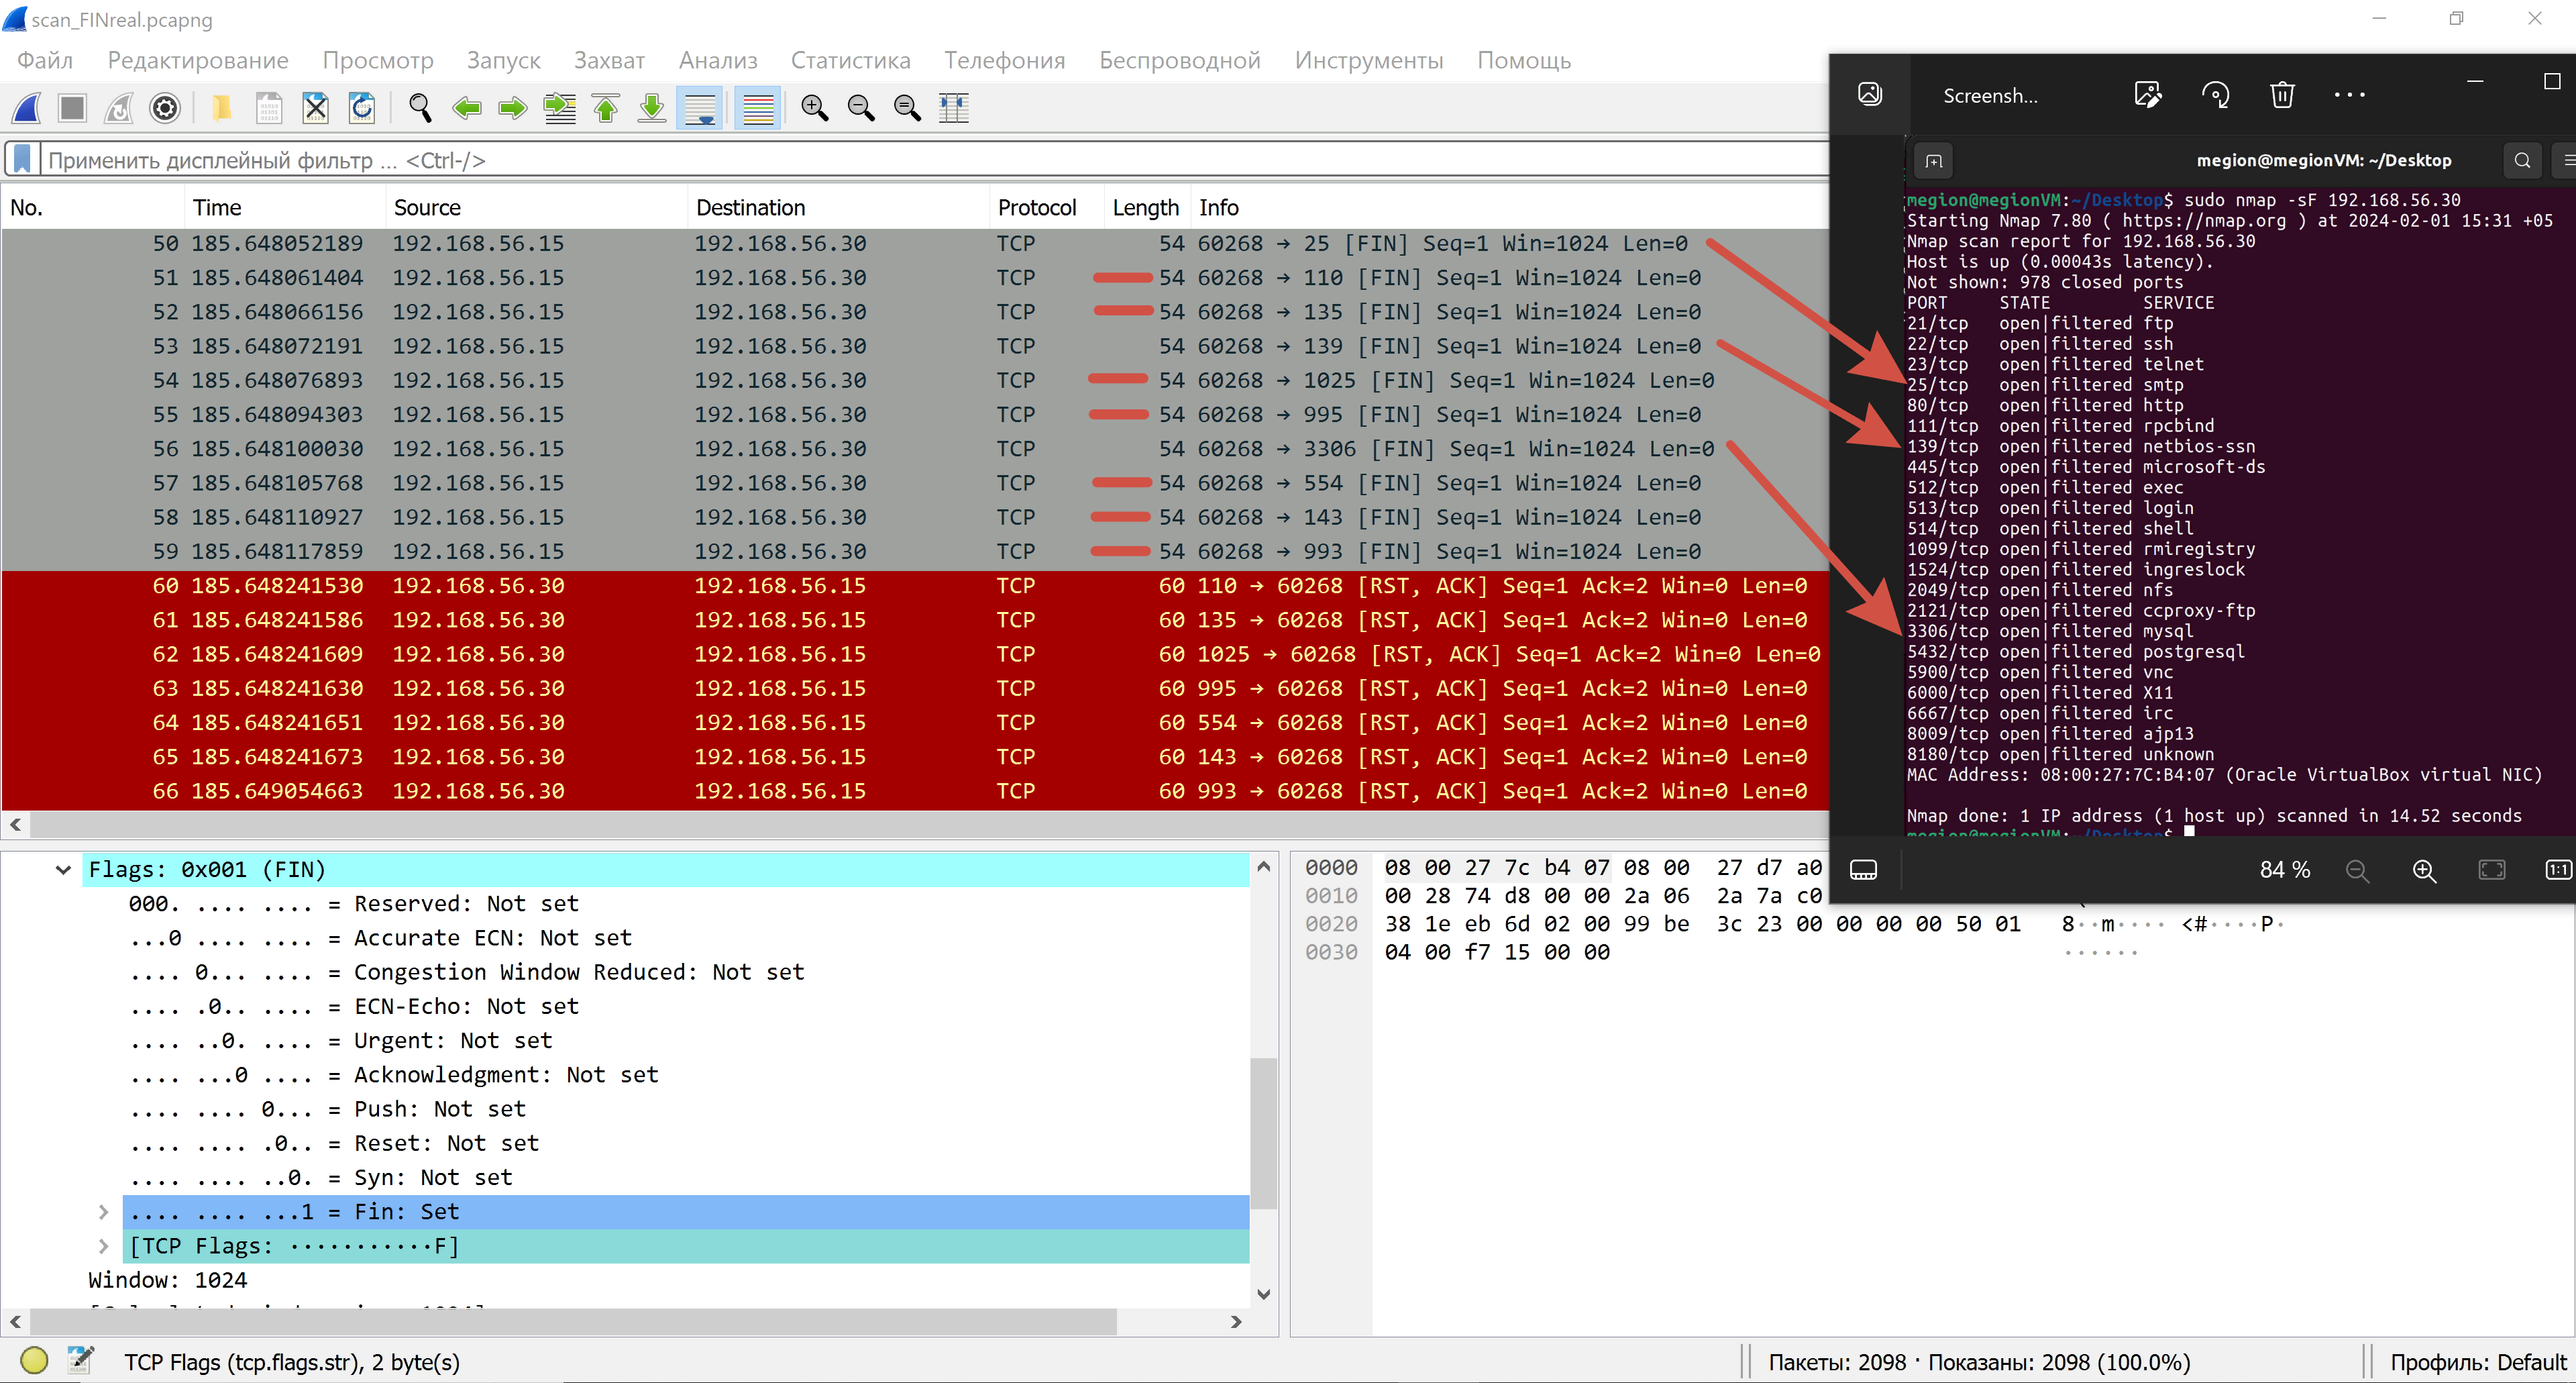 scan_FINreal.pcapng
Файл Редактирование Просмотр Запуск Захват Анализ Статистика Телефония Беспроводной Инструменты Помощь
Применить дисплейный фильтр ... <Ctrl-/>
No. Time Source Destination Protocol Length Info
50 185.648052189 192.168.56.15 192.168.56.30 TCP 54 60268 → 25 [FIN] Seq=1 Win=1024 Len=0
51 185.648061404 192.168.56.15 192.168.56.30 TCP 54 60268 → 110 [FIN] Seq=1 Win=1024 Len=0
52 185.648066156 192.168.56.15 192.168.56.30 TCP 54 60268 → 135 [FIN] Seq=1 Win=1024 Len=0
53 185.648072191 192.168.56.15 192.168.56.30 TCP 54 60268 → 139 [FIN] Seq=1 Win=1024 Len=0
54 185.648076893 192.168.56.15 192.168.56.30 TCP 54 60268 → 1025 [FIN] Seq=1 Win=1024 Len=0
55 185.648094303 192.168.56.15 192.168.56.30 TCP 54 60268 → 995 [FIN] Seq=1 Win=1024 Len=0
56 185.648100030 192.168.56.15 192.168.56.30 TCP 54 60268 → 3306 [FIN] Seq=1 Win=1024 Len=0
57 185.648105768 192.168.56.15 192.168.56.30 TCP 54 60268 → 554 [FIN] Seq=1 Win=1024 Len=0
58 185.648110927 192.168.56.15 192.168.56.30 TCP 54 60268 → 143 [FIN] Seq=1 Win=1024 Len=0
59 185.648117859 192.168.56.15 192.168.56.30 TCP 54 60268 → 993 [FIN] Seq=1 Win=1024 Len=0
60 185.648241530 192.168.56.30 192.168.56.15 TCP 60 110 → 60268 [RST, ACK] Seq=1 Ack=2 Win=0 Len=0
61 185.648241586 192.168.56.30 192.168.56.15 TCP 60 135 → 60268 [RST, ACK] Seq=1 Ack=2 Win=0 Len=0
62 185.648241609 192.168.56.30 192.168.56.15 TCP 60 1025 → 60268 [RST, ACK] Seq=1 Ack=2 Win=0 Len=0
63 185.648241630 192.168.56.30 192.168.56.15 TCP 60 995 → 60268 [RST, ACK] Seq=1 Ack=2 Win=0 Len=0
64 185.648241651 192.168.56.30 192.168.56.15 TCP 60 554 → 60268 [RST, ACK] Seq=1 Ack=2 Win=0 Len=0
65 185.648241673 192.168.56.30 192.168.56.15 TCP 60 143 → 60268 [RST, ACK] Seq=1 Ack=2 Win=0 Len=0
66 185.649054663 192.168.56.30 192.168.56.15 TCP 60 993 → 60268 [RST, ACK] Seq=1 Ack=2 Win=0 Len=0
Screensh...
megion@megionVM: ~/Desktop
megion@megionVM:~/Desktop$ sudo nmap -sF 192.168.56.30
Starting Nmap 7.80 ( https://nmap.org ) at 2024-02-01 15:31 +05
Nmap scan report for 192.168.56.30
Host is up (0.00043s latency).
Not shown: 978 closed ports
PORT STATE SERVICE
21/tcp open|filtered ftp
22/tcp open|filtered ssh
23/tcp open|filtered telnet
25/tcp open|filtered smtp
80/tcp open|filtered http
111/tcp open|filtered rpcbind
139/tcp open|filtered netbios-ssn
445/tcp open|filtered microsoft-ds
512/tcp open|filtered exec
513/tcp open|filtered login
514/tcp open|filtered shell
1099/tcp open|filtered rmiregistry
1524/tcp open|filtered ingreslock
2049/tcp open|filtered nfs
2121/tcp open|filtered ccproxy-ftp
3306/tcp open|filtered mysql
5432/tcp open|filtered postgresql
5900/tcp open|filtered vnc
6000/tcp open|filtered X11
6667/tcp open|filtered irc
8009/tcp open|filtered ajp13
8180/tcp open|filtered unknown
MAC Address: 08:00:27:7C:B4:07 (Oracle VirtualBox virtual NIC)
Nmap done: 1 IP address (1 host up) scanned in 14.52 seconds
megion@megionVM:~/Desktop$
84 %
1:1
Flags: 0x001 (FIN)
000. .... .... = Reserved: Not set
...0 .... .... = Accurate ECN: Not set
.... 0... .... = Congestion Window Reduced: Not set
.... .0.. .... = ECN-Echo: Not set
.... ..0. .... = Urgent: Not set
.... ...0 .... = Acknowledgment: Not set
.... .... 0... = Push: Not set
.... .... .0.. = Reset: Not set
.... .... ..0. = Syn: Not set
.... .... ...1 = Fin: Set
[TCP Flags: ···········F]
Window: 1024
0000 08 00 27 7c b4 07 08 00 27 d7 a0
0010 00 28 74 d8 00 00 2a 06 2a 7a c0
0020 38 1e eb 6d 02 00 99 be 3c 23 00 00 00 00 50 01 8··m···· <#····P·
0030 04 00 f7 15 00 00 ······
TCP Flags (tcp.flags.str), 2 byte(s)
Пакеты: 2098 · Показаны: 2098 (100.0%)
Профиль: Default